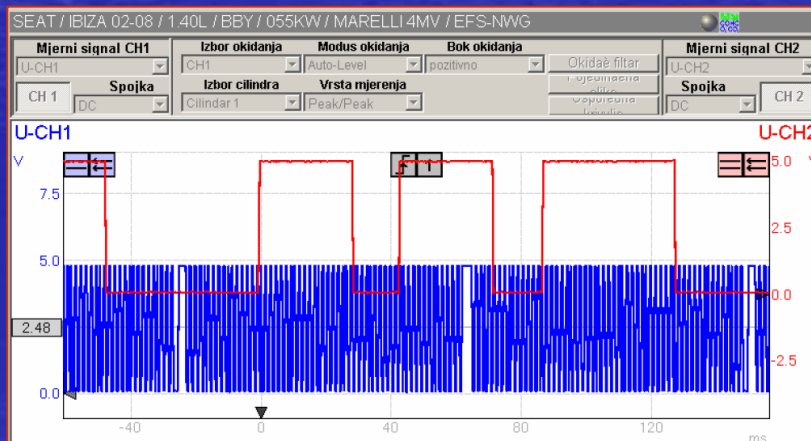 SEAT / IBIZA 02-08 / 1.40L / BBY / 055KW / MARELLI 4MV / EFS-NWG
Mjerni signal CH1
U-CH1
CH 1
Spojka
DC
Izbor okidanja
CH1
Modus okidanja
Auto-Level
Bok okidanja
pozitivno
Izbor cilindra
Cilindar 1
Vrsta mjerenja
Peak/Peak
Okidaè filtar
Mjerni signal CH2
U-CH2
Spojka
DC
CH 2
U-CH1
U-CH2
V
7.5
5.0
2.48
0.0
5.0
2.5
0.0
-2.5
-40
0
40
80
120
ms